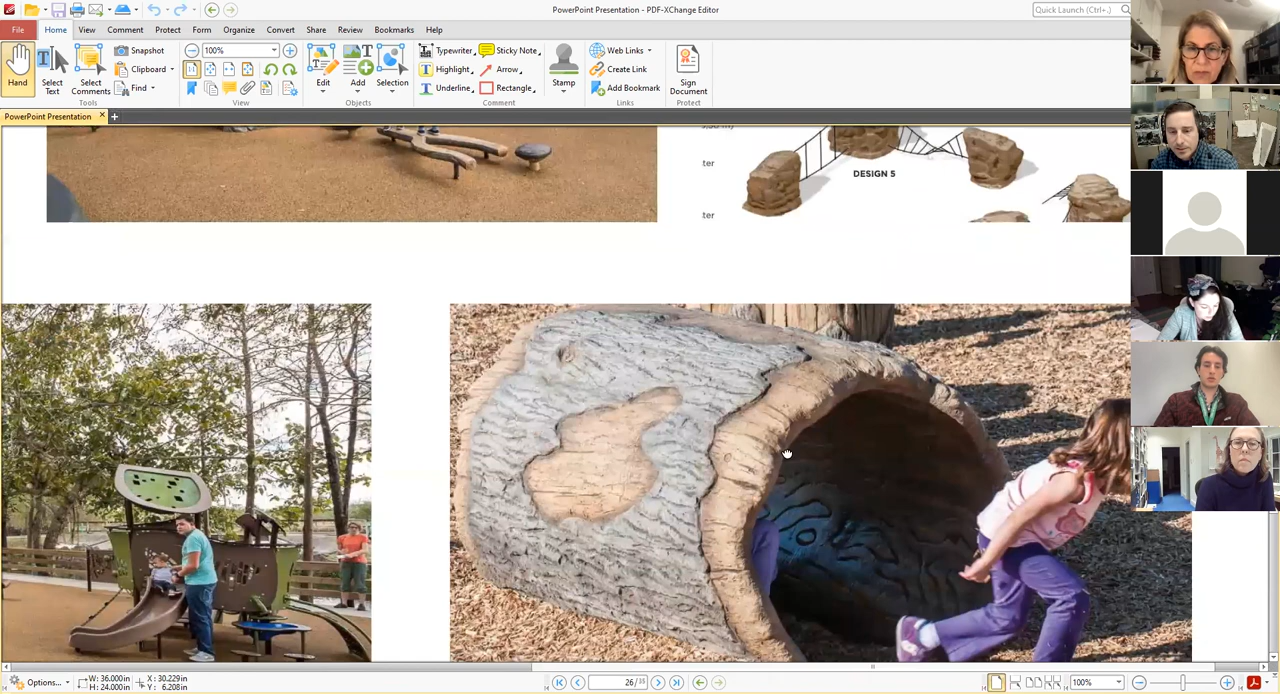 PowerPoint Presentation - PDF-XChange Editor
Quick Launch (Ctrl+.)
File Home View Comment Protect Form Organize Convert Share Review Bookmarks Help
Hand
Select Text
Select Comments
Snapshot
Clipboard
Find
Tools
100%
View
Edit
Add
Selection
Objects
Typewriter
Highlight
Underline
Sticky Note
Arrow
Rectangle
Comment
Stamp
Web Links
Create Link
Add Bookmark
Links
Sign Document
Protect
PowerPoint Presentation
ter
DESIGN 5
ter
Options...
W: 36.000in
H: 24.000in
X: 30.229in
Y: 6.208in
26
100%